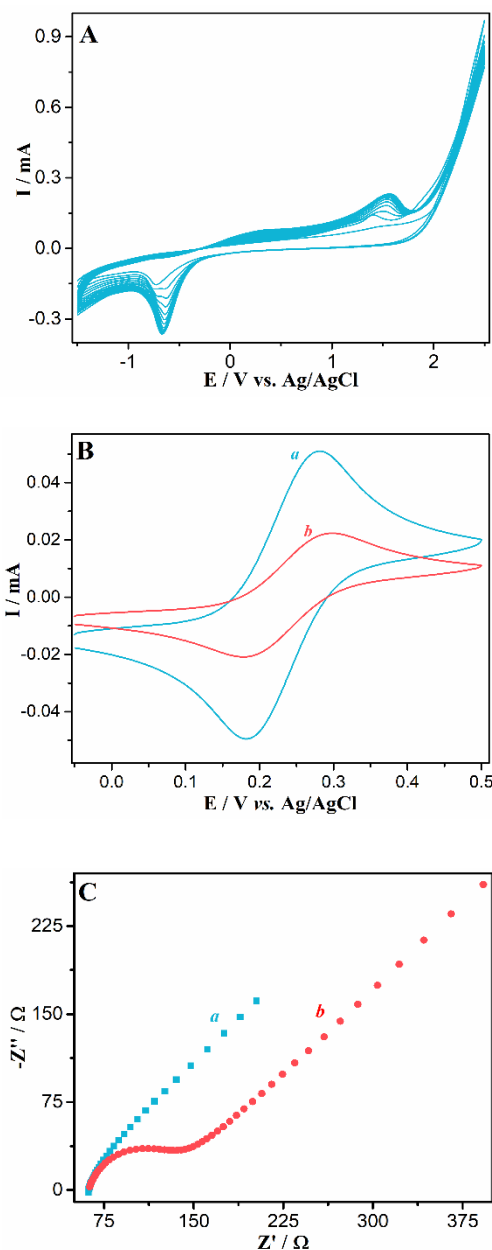 A
0.9
0.6
0.3
0.0
-0.3
I / mA
-1 0 1 2
E / V vs. Ag/AgCl
B
a
b
0.04
0.02
0.00
-0.02
-0.04
I / mA
0.0 0.1 0.2 0.3 0.4 0.5
E / V vs. Ag/AgCl
C
a
b
225
150
75
0
-Z'' / Ω
75 150 225 300 375
Z' / Ω